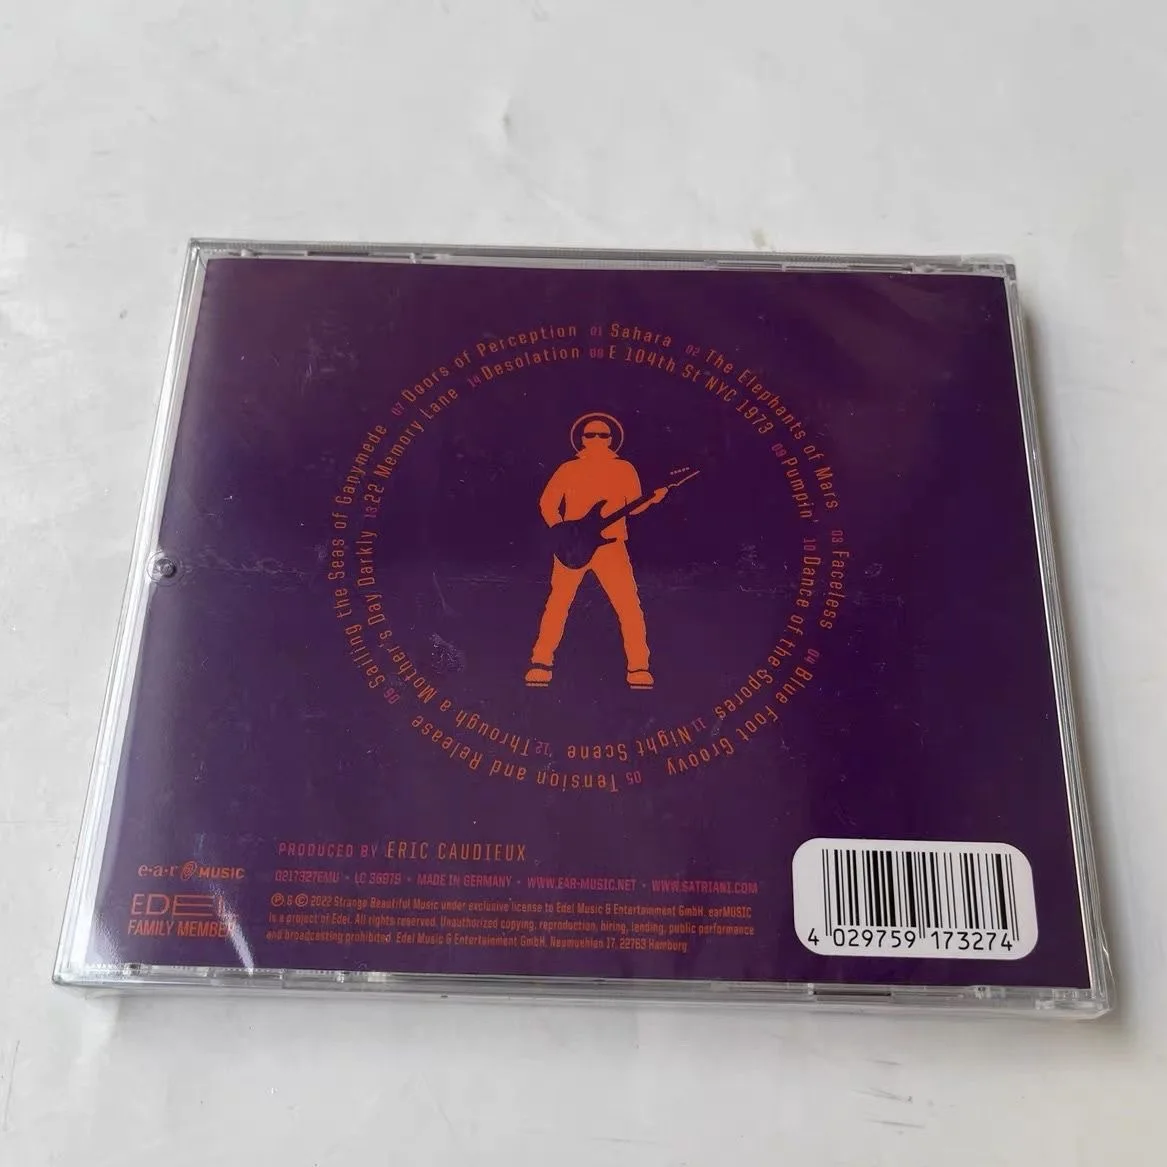 01 Sahara
02 The Elephants of Mars
03 Faceless
04 Blue Foot Groovy
05 Tension and Release
06 Sailing the Seas of Ganymede
07 Doors of Perception
08 E 104th St NYC 1973
09 Pumpin'
10 Dance of the Spores
11 Night Scene
12 Through a Mother's Day Darkly
13 22 Memory Lane
14 Desolation
PRODUCED BY ERIC CAUDIEUX
e·a·r MUSIC
0217327EMU · LC 36979 · MADE IN GERMANY · WWW.EAR-MUSIC.NET · WWW.SATRIANI.COM
EDEL
FAMILY MEMBER
Ⓟ & © 2022 Strange Beautiful Music under exclusive license to Edel Music & Entertainment GmbH. earMUSIC
is a project of Edel. All rights reserved. Unauthorized copying, reproduction, hiring, lending, public performance
and broadcasting prohibited. Edel Music & Entertainment GmbH, Neumuehlen 17, 22763 Hamburg
4 029759 173274